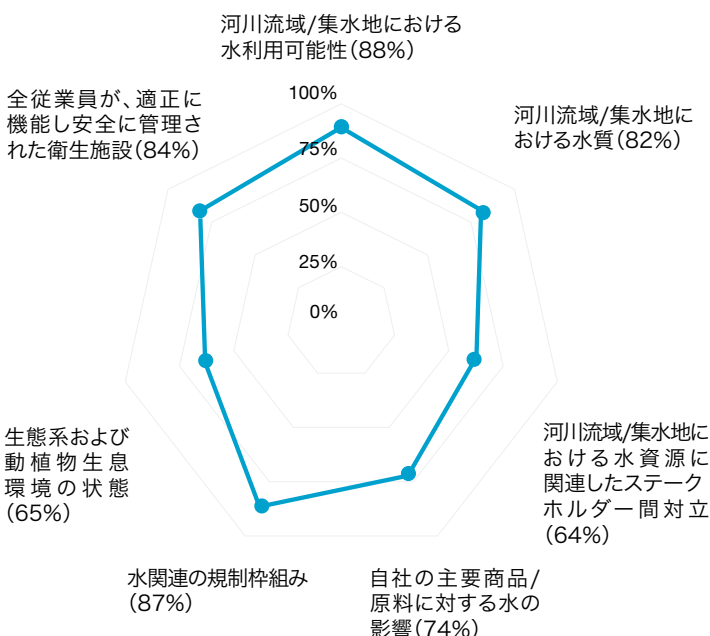 河川流域/集水地における
水利用可能性(88%)
全従業員が、適正に
機能し安全に管理さ
れた衛生施設(84%)
河川流域/集水地に
おける水質(82%)
100%
75%
50%
25%
0%
生態系および
動植物生息
環境の状態
(65%)
河川流域/集水地に
おける水資源に
関連したステーク
ホルダー間対立
(64%)
水関連の規制枠組み
(87%)
自社の主要商品/
原料に対する水の
影響(74%)